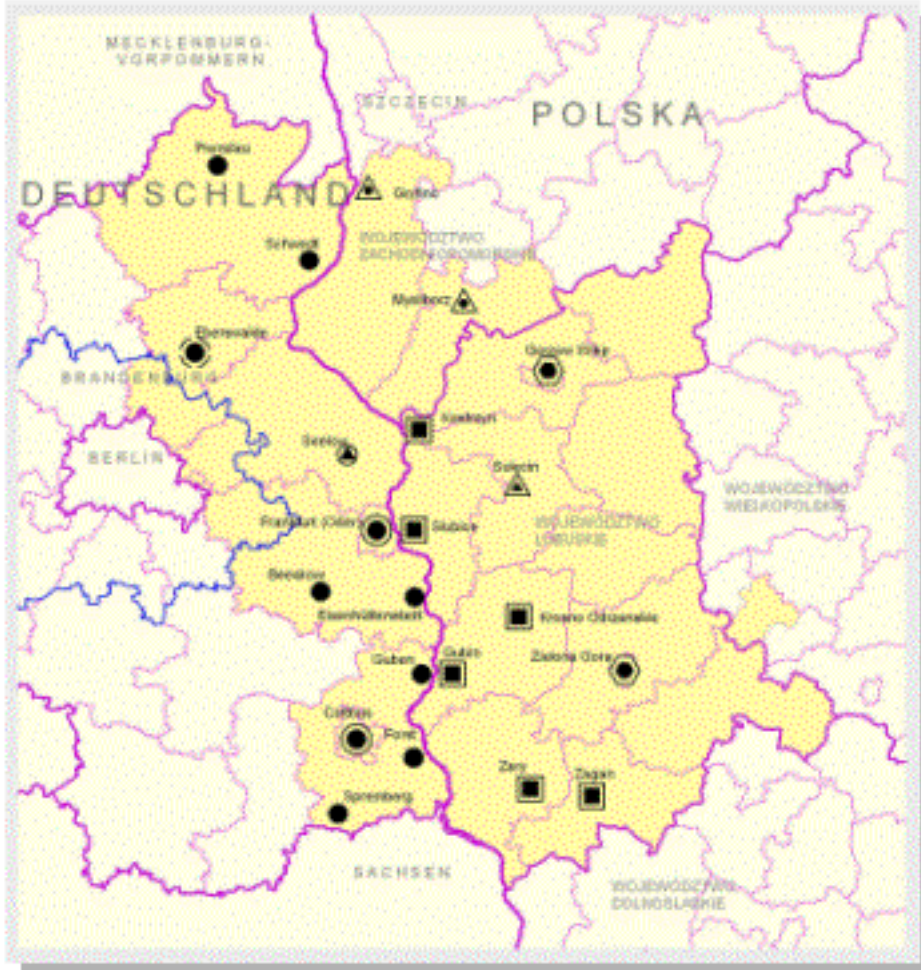 MECKLENBURG-
VORPOMMERN
SZCZECIN
POLSKA
Prenzlau
DEUTSCHLAND
Gryfino
Schwedt
WOJEWÓDZTWO
ZACHODNIOPOMORSKIE
Myślibórz
Eberswalde
Gorzów Wlkp
BRANDENBURG
Kostrzyn
Seelow
BERLIN
Sulęcin
WOJEWÓDZTWO
WIELKOPOLSKIE
Frankfurt (Oder)
Słubice
WOJEWÓDZTWO
LUBUSKIE
Beeskow
Eisenhüttenstadt
Krosno Odrzańskie
Guben
Gubin
Zielona Góra
Cottbus
Forst
Żary
Żagań
Spremberg
SACHSEN
WOJEWÓDZTWO
DOLNOŚLĄSKIE